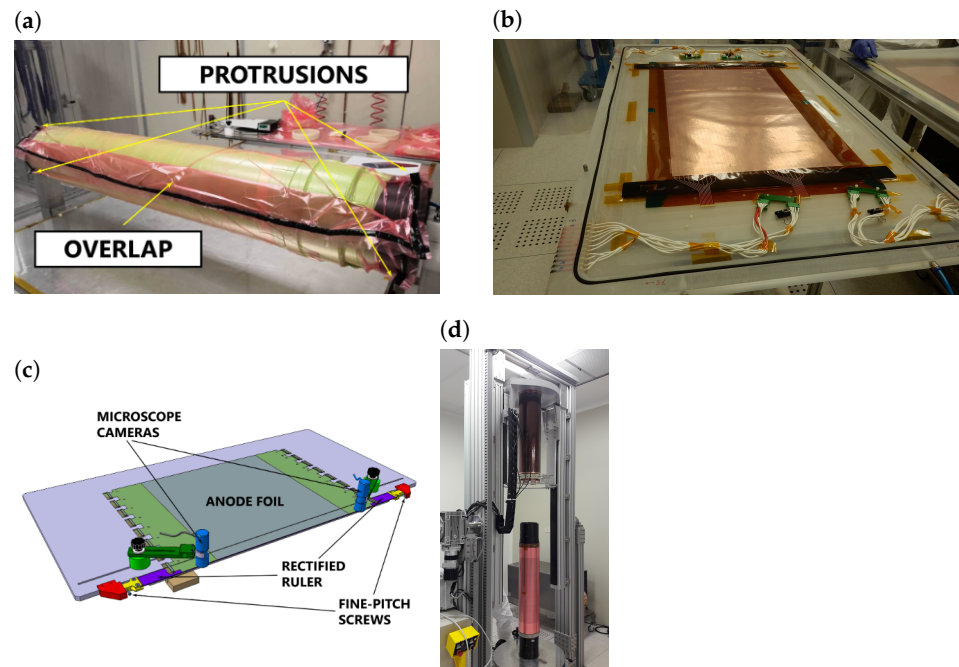 (a)
PROTRUSIONS
OVERLAP
(b)
(c)
MICROSCOPE
CAMERAS
ANODE FOIL
RECTIFIED
RULER
FINE-PITCH
SCREWS
(d)